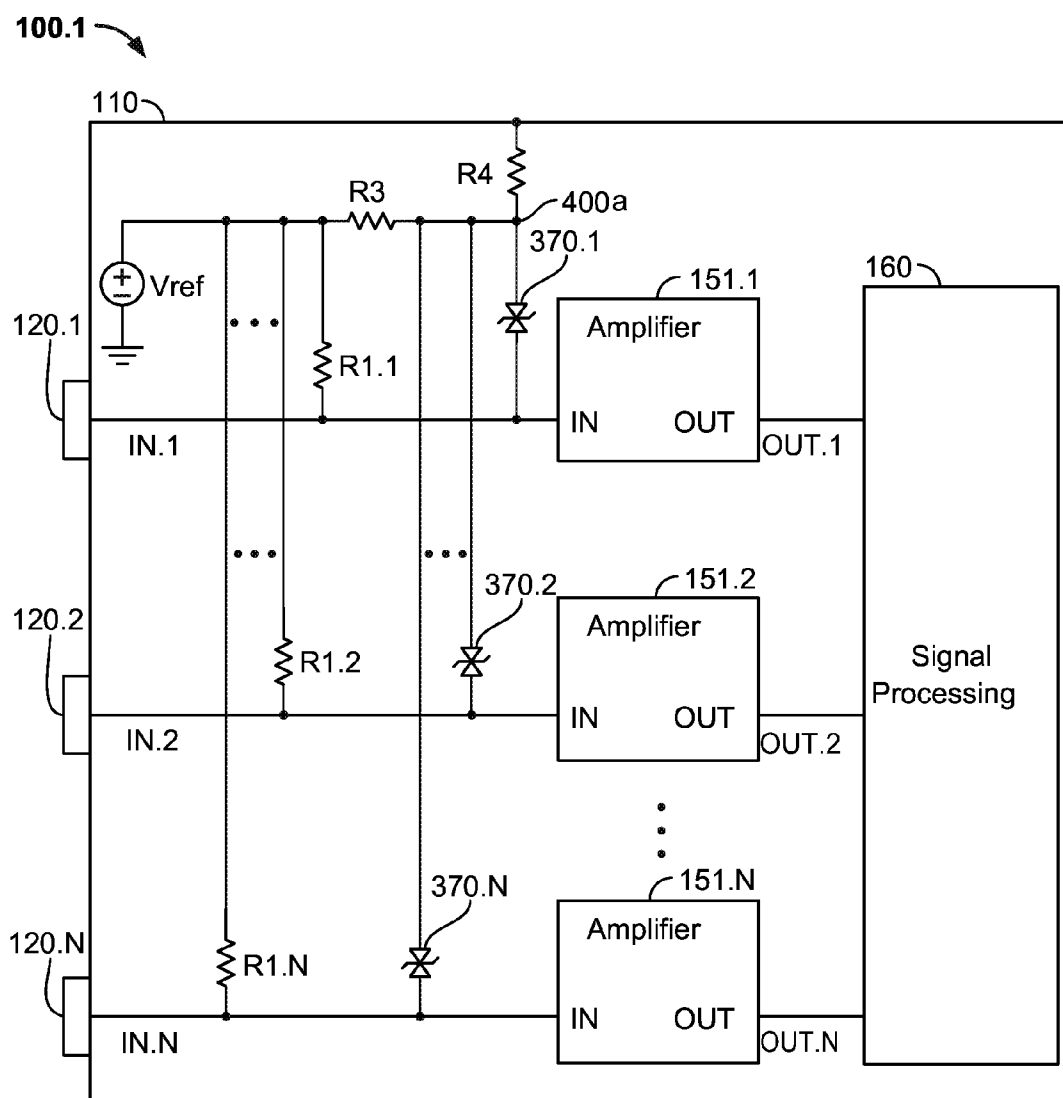 100.1
110
R4
R3
400a
370.1
Vref
151.1
160
120.1
Amplifier
R1.1
IN OUT
IN.1
OUT.1
370.2
151.2
120.2
Amplifier
R1.2
Signal
Processing
IN OUT
IN.2
OUT.2
370.N
151.N
120.N
Amplifier
R1.N
IN OUT
IN.N
OUT.N